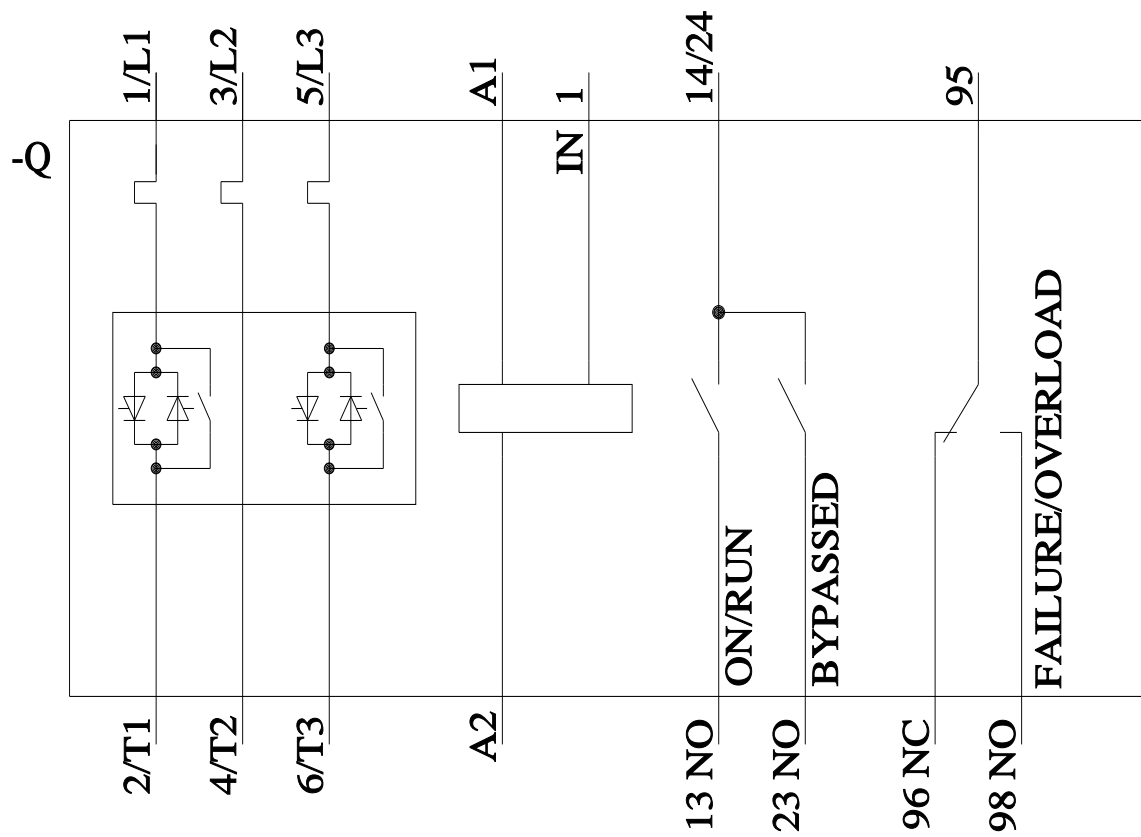 1/L1
3/L2
5/L3
A1
1
14/24
95
-Q
IN
ON/RUN
BYPASSED
FAILURE/OVERLOAD
2/T1
4/T2
6/T3
A2
13 NO
23 NO
96 NC
98 NO